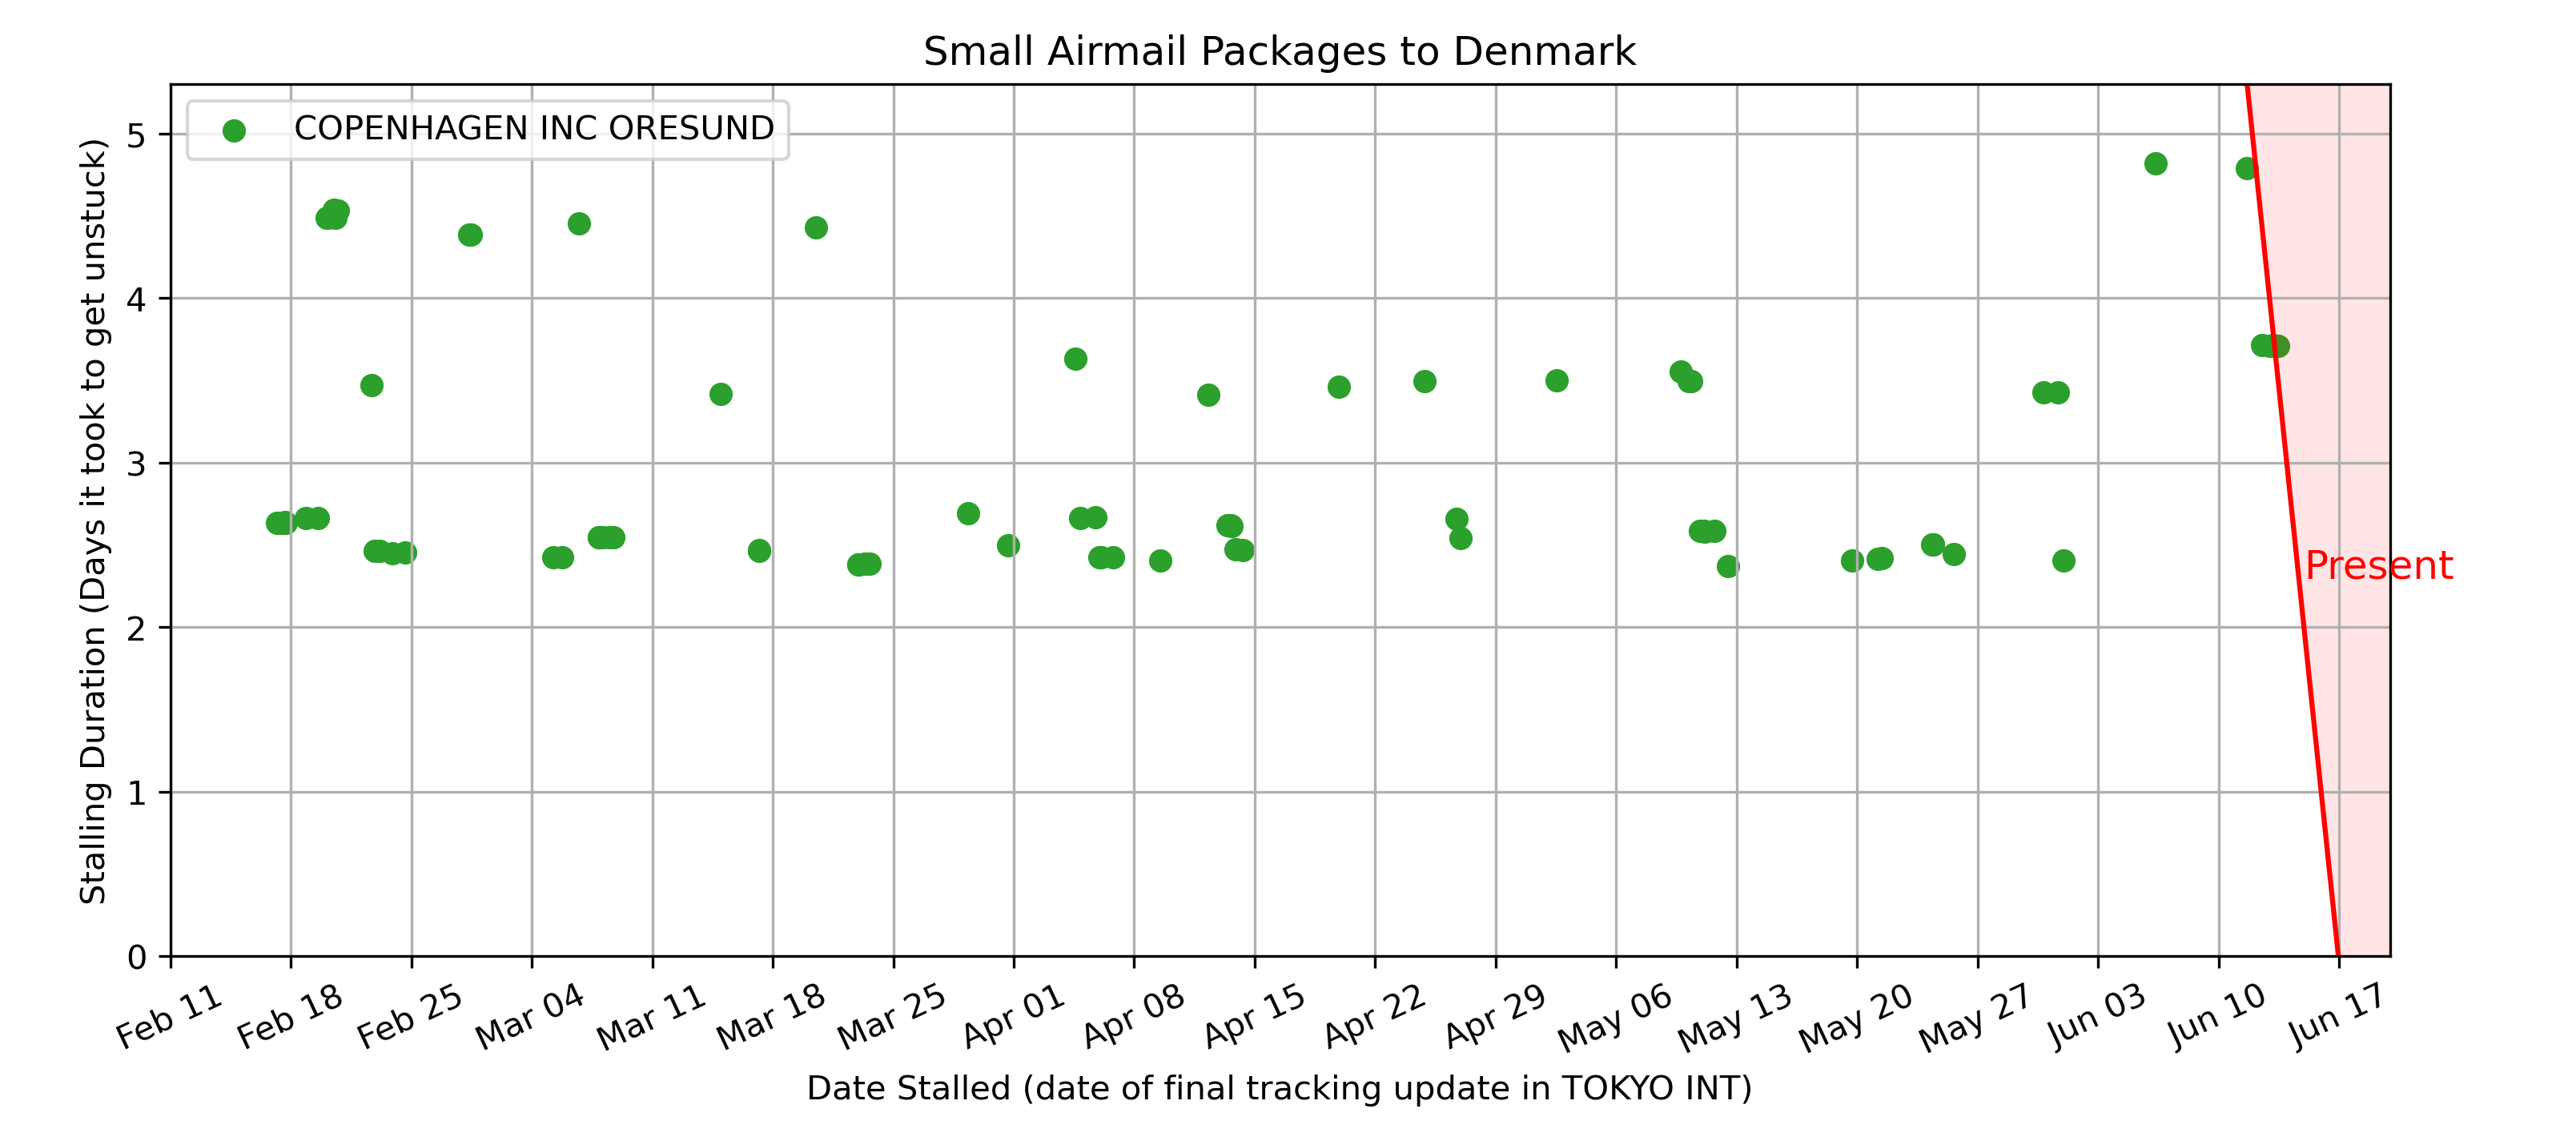 Small Airmail Packages to Denmark
COPENHAGEN INC ORESUND
Stalling Duration (Days it took to get unstuck)
5
4
3
2
1
0
Present
Feb 11
Feb 18
Feb 25
Mar 04
Mar 11
Mar 18
Mar 25
Apr 01
Apr 08
Apr 15
Apr 22
Apr 29
May 06
May 13
May 20
May 27
Jun 03
Jun 10
Jun 17
Date Stalled (date of final tracking update in TOKYO INT)